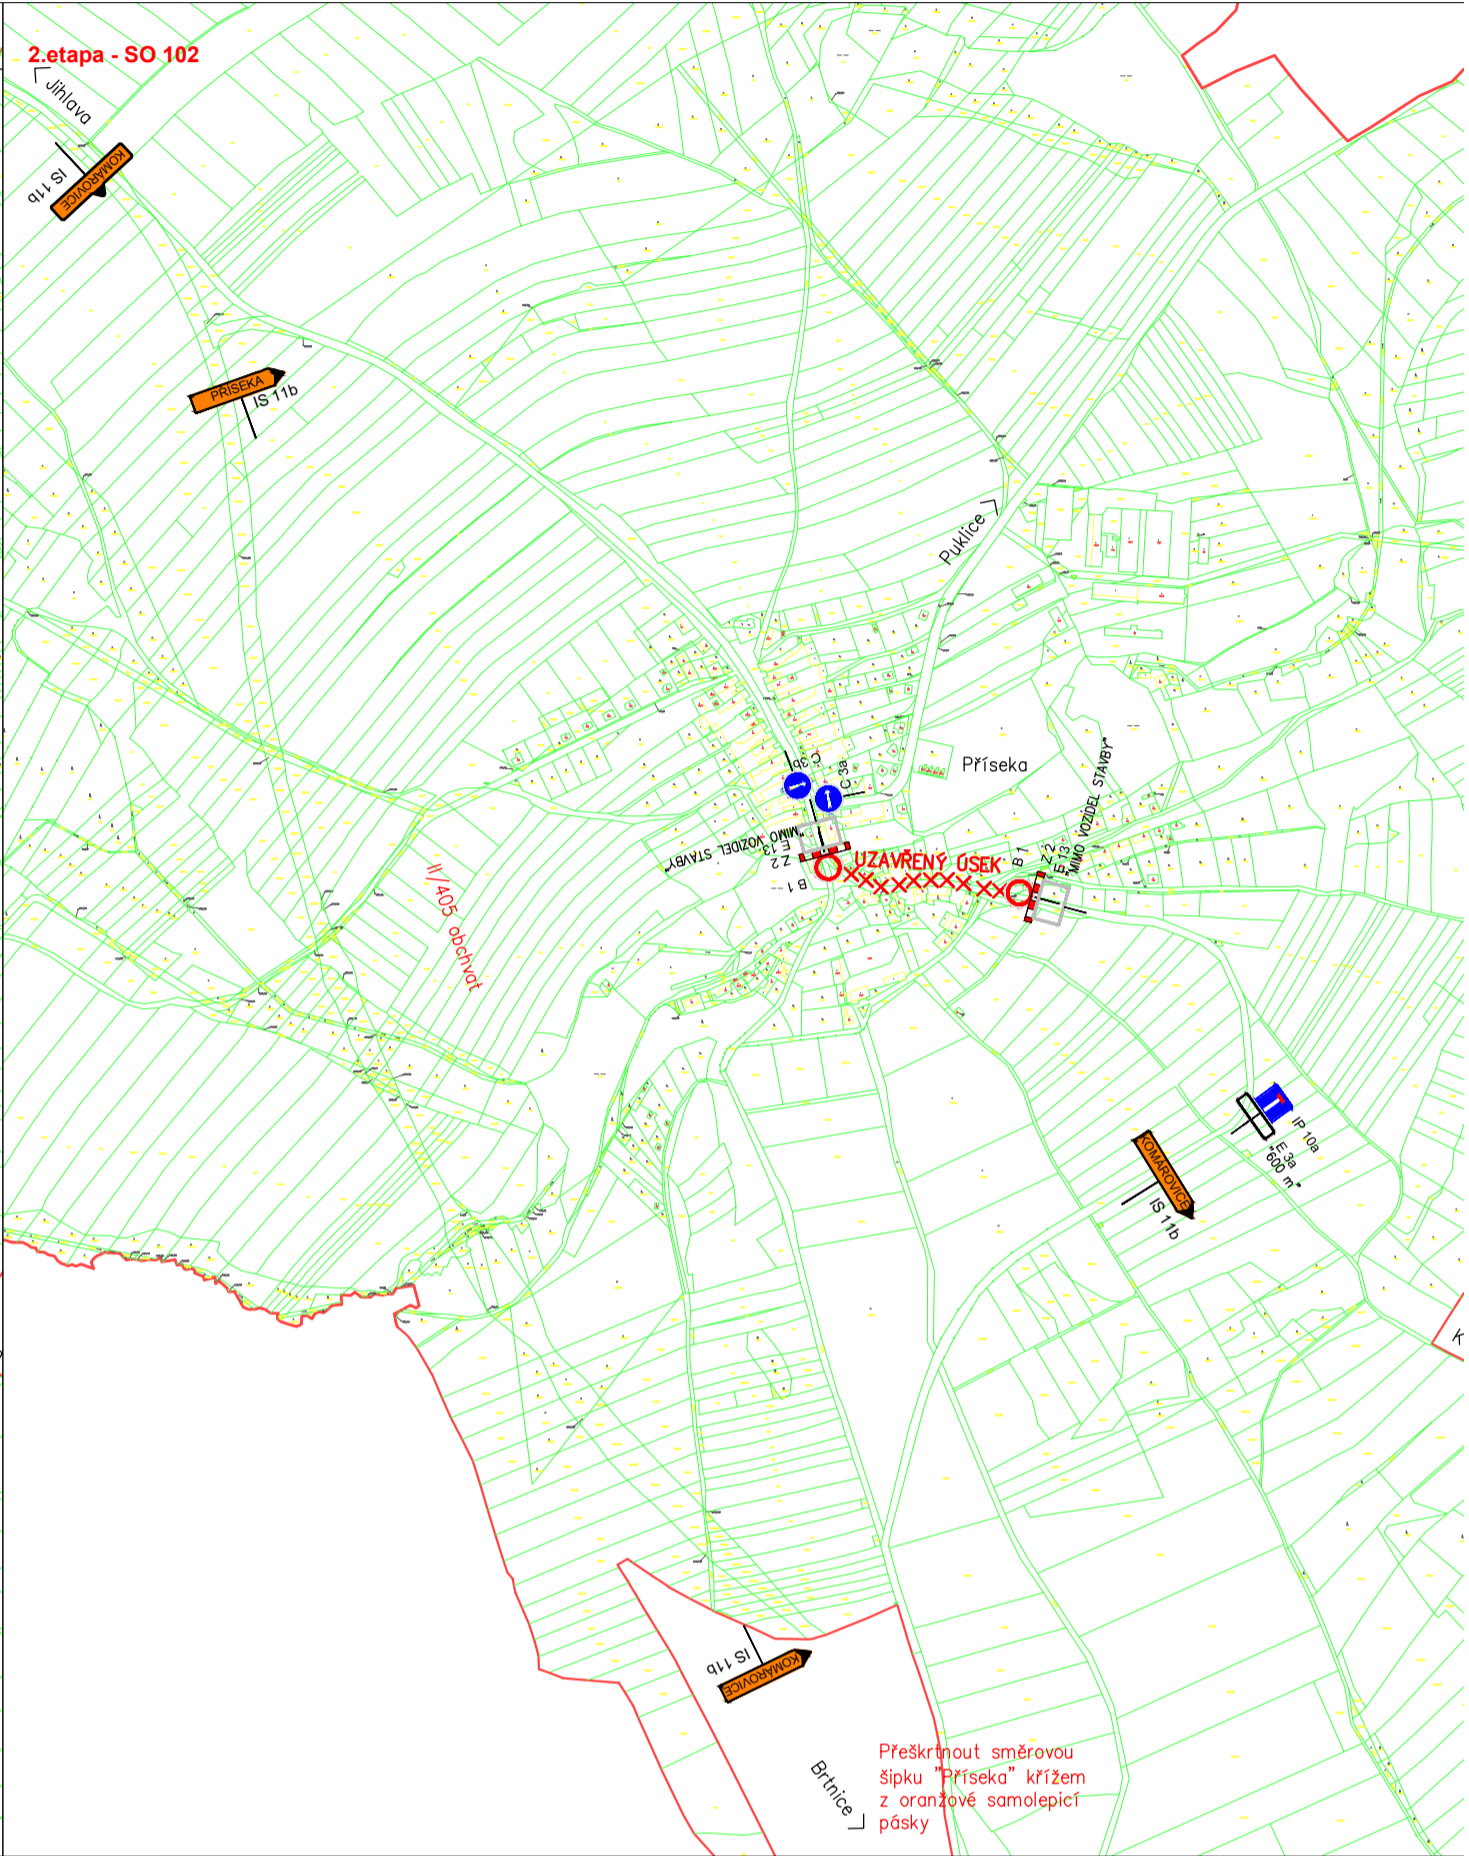 2.etapa - SO 102
Jihlava
KOMÁROVICE
IS 11b
PŘÍSEKA
IS 11b
Puklice
Příseka
C 3b
C 3a
"MIMO VOZIDEL STAVBY"
E 13
Z 2
B 1
UZAVŘENÝ ÚSEK
B 1
Z 2
E 13
"MIMO VOZIDEL STAVBY"
II/405 obchvat
IP 10a
E 3a
"600 m"
KOMÁROVICE
IS 11b
K
IS 11b
KOMÁROVICE
Brtnice
Přeškrtnout směrovou
šipku "Příseka" křížem
z oranžové samolepicí
pásky